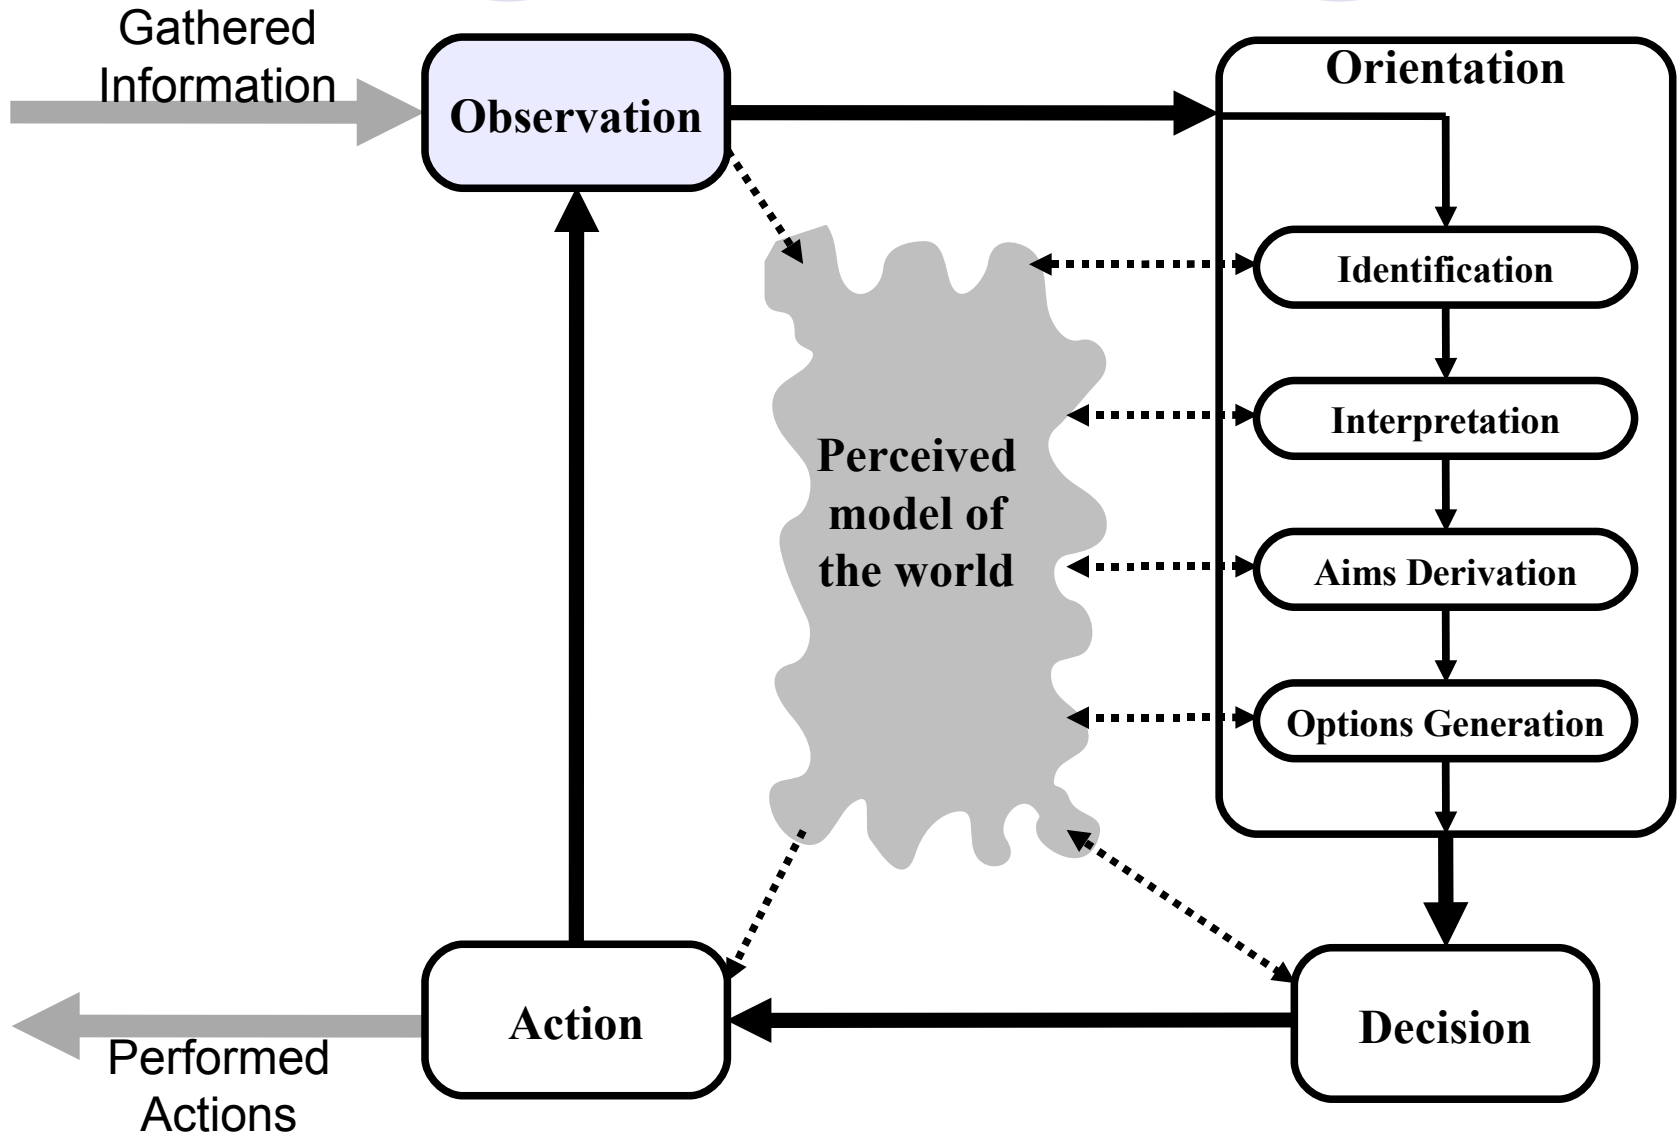 Gathered
Information
Observation
Orientation
Identification
Interpretation
Perceived
model of
the world
Aims Derivation
Options Generation
Action
Decision
Performed
Actions